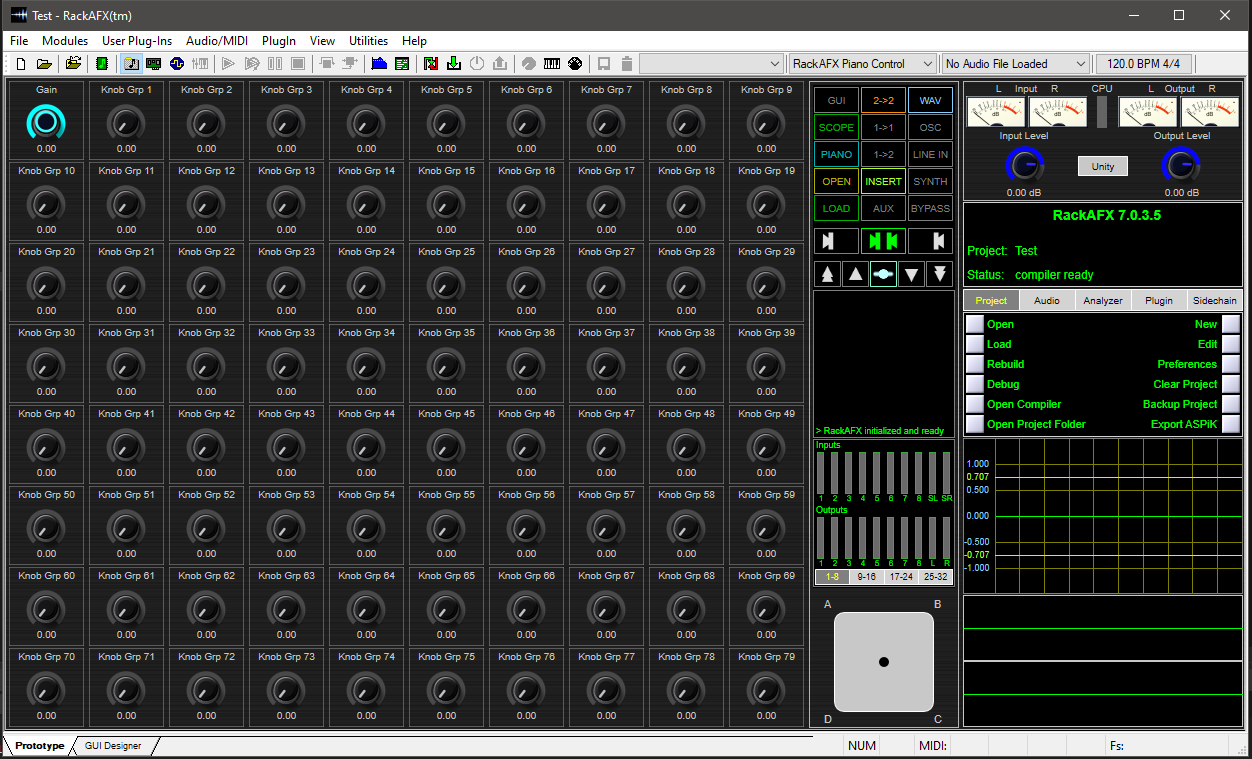 Test - RackAFX(tm)
File Modules User Plug-Ins Audio/MIDI PlugIn View Utilities Help
RackAFX Piano Control No Audio File Loaded 120.0 BPM 4/4
Gain Knob Grp 1 Knob Grp 2 Knob Grp 3 Knob Grp 4 Knob Grp 5 Knob Grp 6 Knob Grp 7 Knob Grp 8 Knob Grp 9
0.00 0.00 0.00 0.00 0.00 0.00 0.00 0.00 0.00 0.00
Knob Grp 10 Knob Grp 11 Knob Grp 12 Knob Grp 13 Knob Grp 14 Knob Grp 15 Knob Grp 16 Knob Grp 17 Knob Grp 18 Knob Grp 19
0.00 0.00 0.00 0.00 0.00 0.00 0.00 0.00 0.00 0.00
Knob Grp 20 Knob Grp 21 Knob Grp 22 Knob Grp 23 Knob Grp 24 Knob Grp 25 Knob Grp 26 Knob Grp 27 Knob Grp 28 Knob Grp 29
0.00 0.00 0.00 0.00 0.00 0.00 0.00 0.00 0.00 0.00
Knob Grp 30 Knob Grp 31 Knob Grp 32 Knob Grp 33 Knob Grp 34 Knob Grp 35 Knob Grp 36 Knob Grp 37 Knob Grp 38 Knob Grp 39
0.00 0.00 0.00 0.00 0.00 0.00 0.00 0.00 0.00 0.00
Knob Grp 40 Knob Grp 41 Knob Grp 42 Knob Grp 43 Knob Grp 44 Knob Grp 45 Knob Grp 46 Knob Grp 47 Knob Grp 48 Knob Grp 49
0.00 0.00 0.00 0.00 0.00 0.00 0.00 0.00 0.00 0.00
Knob Grp 50 Knob Grp 51 Knob Grp 52 Knob Grp 53 Knob Grp 54 Knob Grp 55 Knob Grp 56 Knob Grp 57 Knob Grp 58 Knob Grp 59
0.00 0.00 0.00 0.00 0.00 0.00 0.00 0.00 0.00 0.00
Knob Grp 60 Knob Grp 61 Knob Grp 62 Knob Grp 63 Knob Grp 64 Knob Grp 65 Knob Grp 66 Knob Grp 67 Knob Grp 68 Knob Grp 69
0.00 0.00 0.00 0.00 0.00 0.00 0.00 0.00 0.00 0.00
Knob Grp 70 Knob Grp 71 Knob Grp 72 Knob Grp 73 Knob Grp 74 Knob Grp 75 Knob Grp 76 Knob Grp 77 Knob Grp 78 Knob Grp 79
0.00 0.00 0.00 0.00 0.00 0.00 0.00 0.00 0.00 0.00
GUI 2->2 WAV
SCOPE 1->1 OSC
PIANO 1->2 LINE IN
OPEN INSERT SYNTH
LOAD AUX BYPASS
> RackAFX initialized and ready
Inputs
1 2 3 4 5 6 7 8 SL SR
Outputs
1 2 3 4 5 6 7 8 L R
1-8 9-16 17-24 25-32
A B
D C
L Input R CPU L Output R
dB dB dB dB
Input Level Output Level
Unity
0.00 dB 0.00 dB
RackAFX 7.0.3.5
Project: Test
Status: compiler ready
Project Audio Analyzer Plugin Sidechain
Open New
Load Edit
Rebuild Preferences
Debug Clear Project
Open Compiler Backup Project
Open Project Folder Export ASPiK
1.000
0.707
0.500
0.000
-0.500
-0.707
-1.000
Prototype GUI Designer NUM MIDI: Fs: